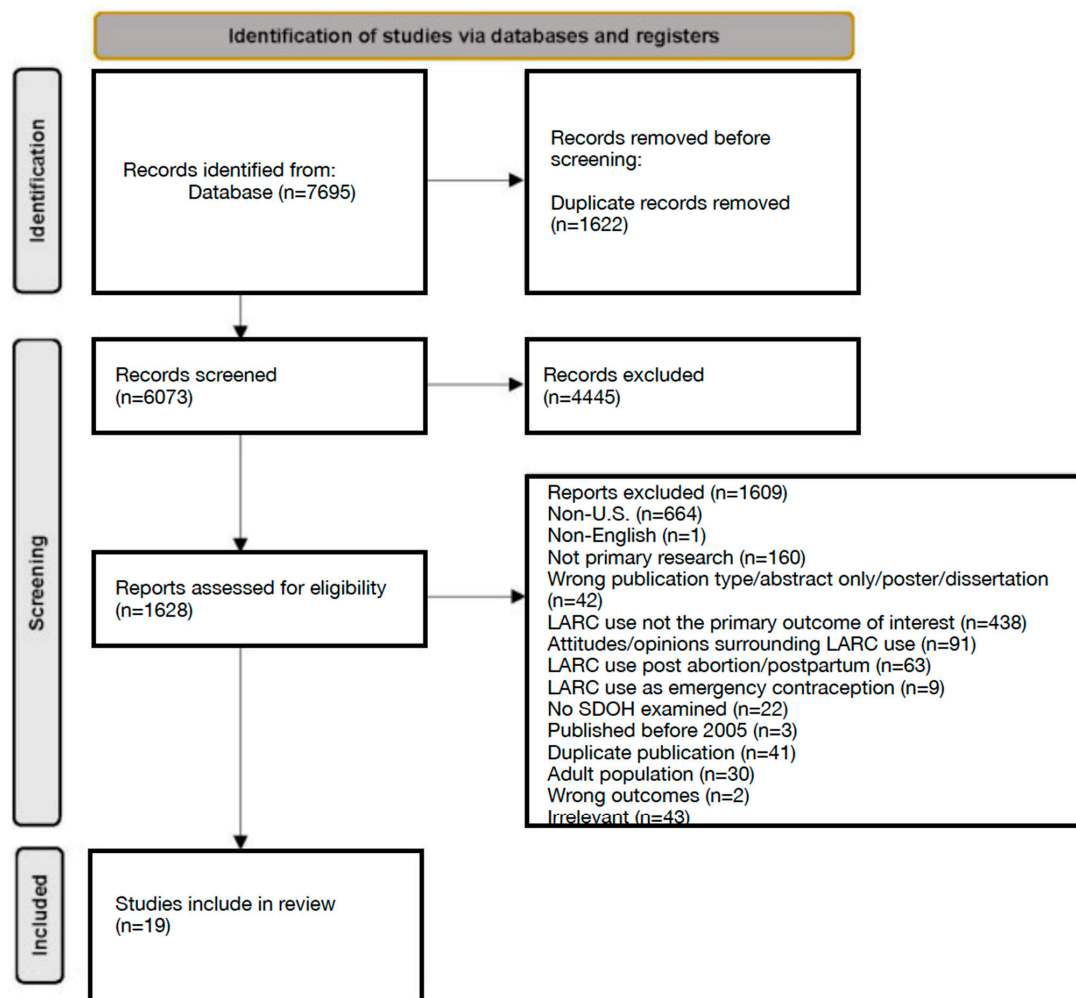 Identification of studies via databases and registers
Identification
Records identified from:
Database (n=7695)
Records removed before
screening:
Duplicate records removed
(n=1622)
Screening
Records screened
(n=6073)
Records excluded
(n=4445)
Reports assessed for eligibility
(n=1628)
Reports excluded (n=1609)
Non-U.S. (n=664)
Non-English (n=1)
Not primary research (n=160)
Wrong publication type/abstract only/poster/dissertation
(n=42)
LARC use not the primary outcome of interest (n=438)
Attitudes/opinions surrounding LARC use (n=91)
LARC use post abortion/postpartum (n=63)
LARC use as emergency contraception (n=9)
No SDOH examined (n=22)
Published before 2005 (n=3)
Duplicate publication (n=41)
Adult population (n=30)
Wrong outcomes (n=2)
Irrelevant (n=43)
Included
Studies include in review
(n=19)